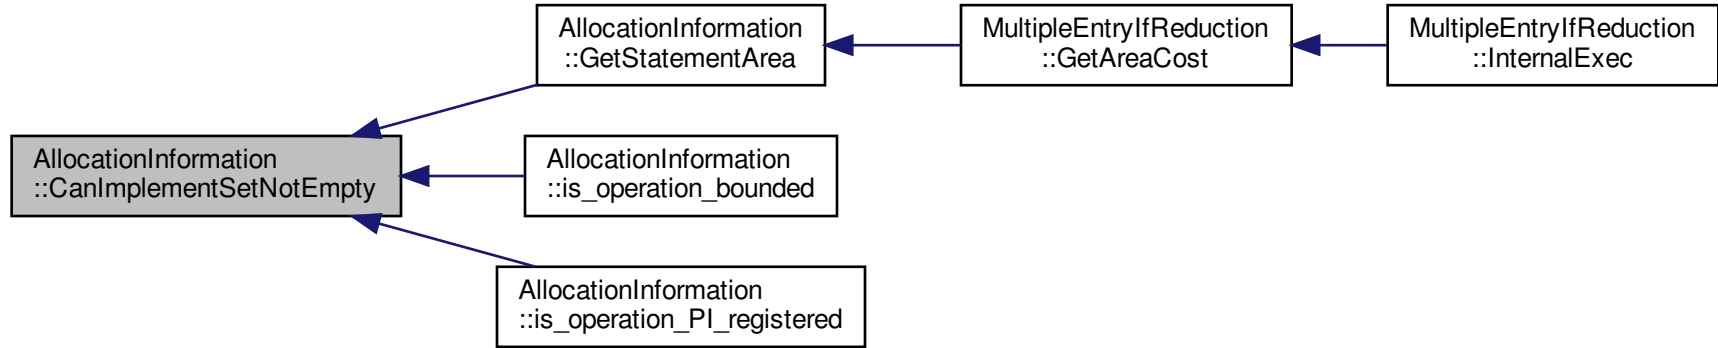 AllocationInformation
::GetStatementArea
MultipleEntryIfReduction
::GetAreaCost
MultipleEntryIfReduction
::InternalExec
AllocationInformation
::CanImplementSetNotEmpty
AllocationInformation
::is_operation_bounded
AllocationInformation
::is_operation_PI_registered